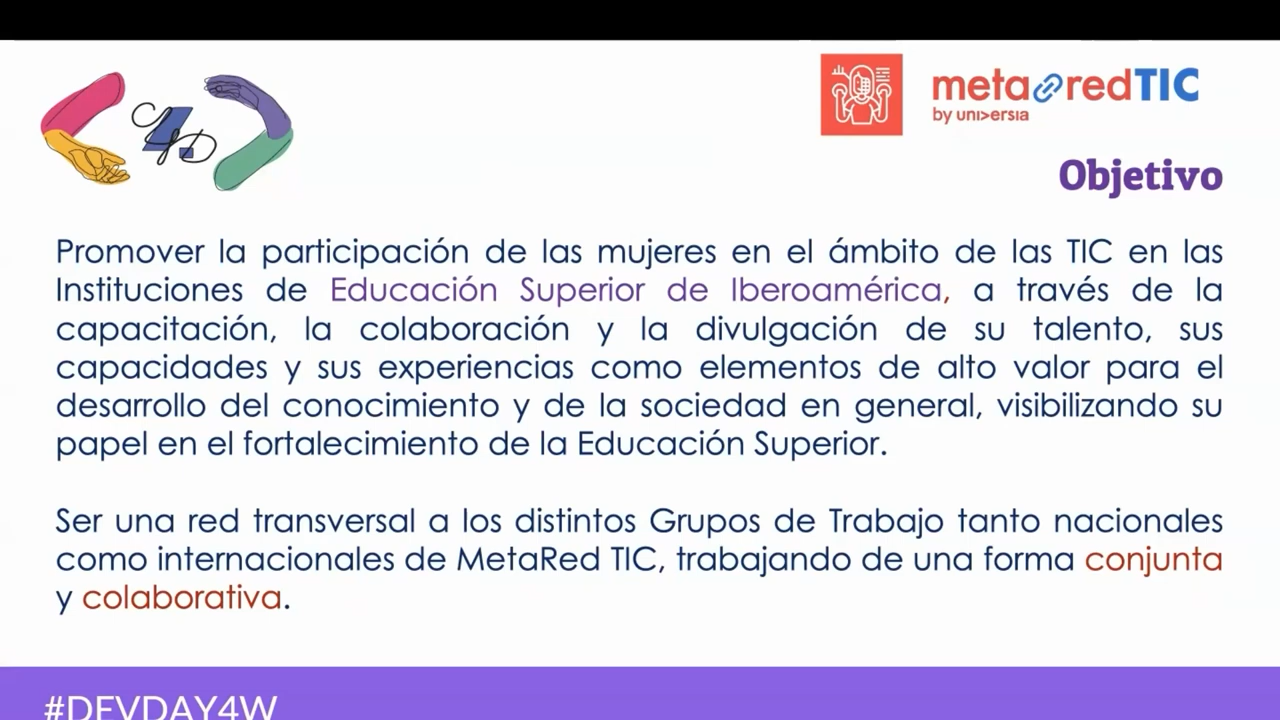 4D
metaredTIC
by uni>ersia
Objetivo
Promover la participación de las mujeres en el ámbito de las TIC en las
Instituciones de Educación Superior de Iberoamérica, a través de la
capacitación, la colaboración y la divulgación de su talento, sus
capacidades y sus experiencias como elementos de alto valor para el
desarrollo del conocimiento y de la sociedad en general, visibilizando su
papel en el fortalecimiento de la Educación Superior.
Ser una red transversal a los distintos Grupos de Trabajo tanto nacionales
como internacionales de MetaRed TIC, trabajando de una forma conjunta
y colaborativa.
#DEVDAY4W